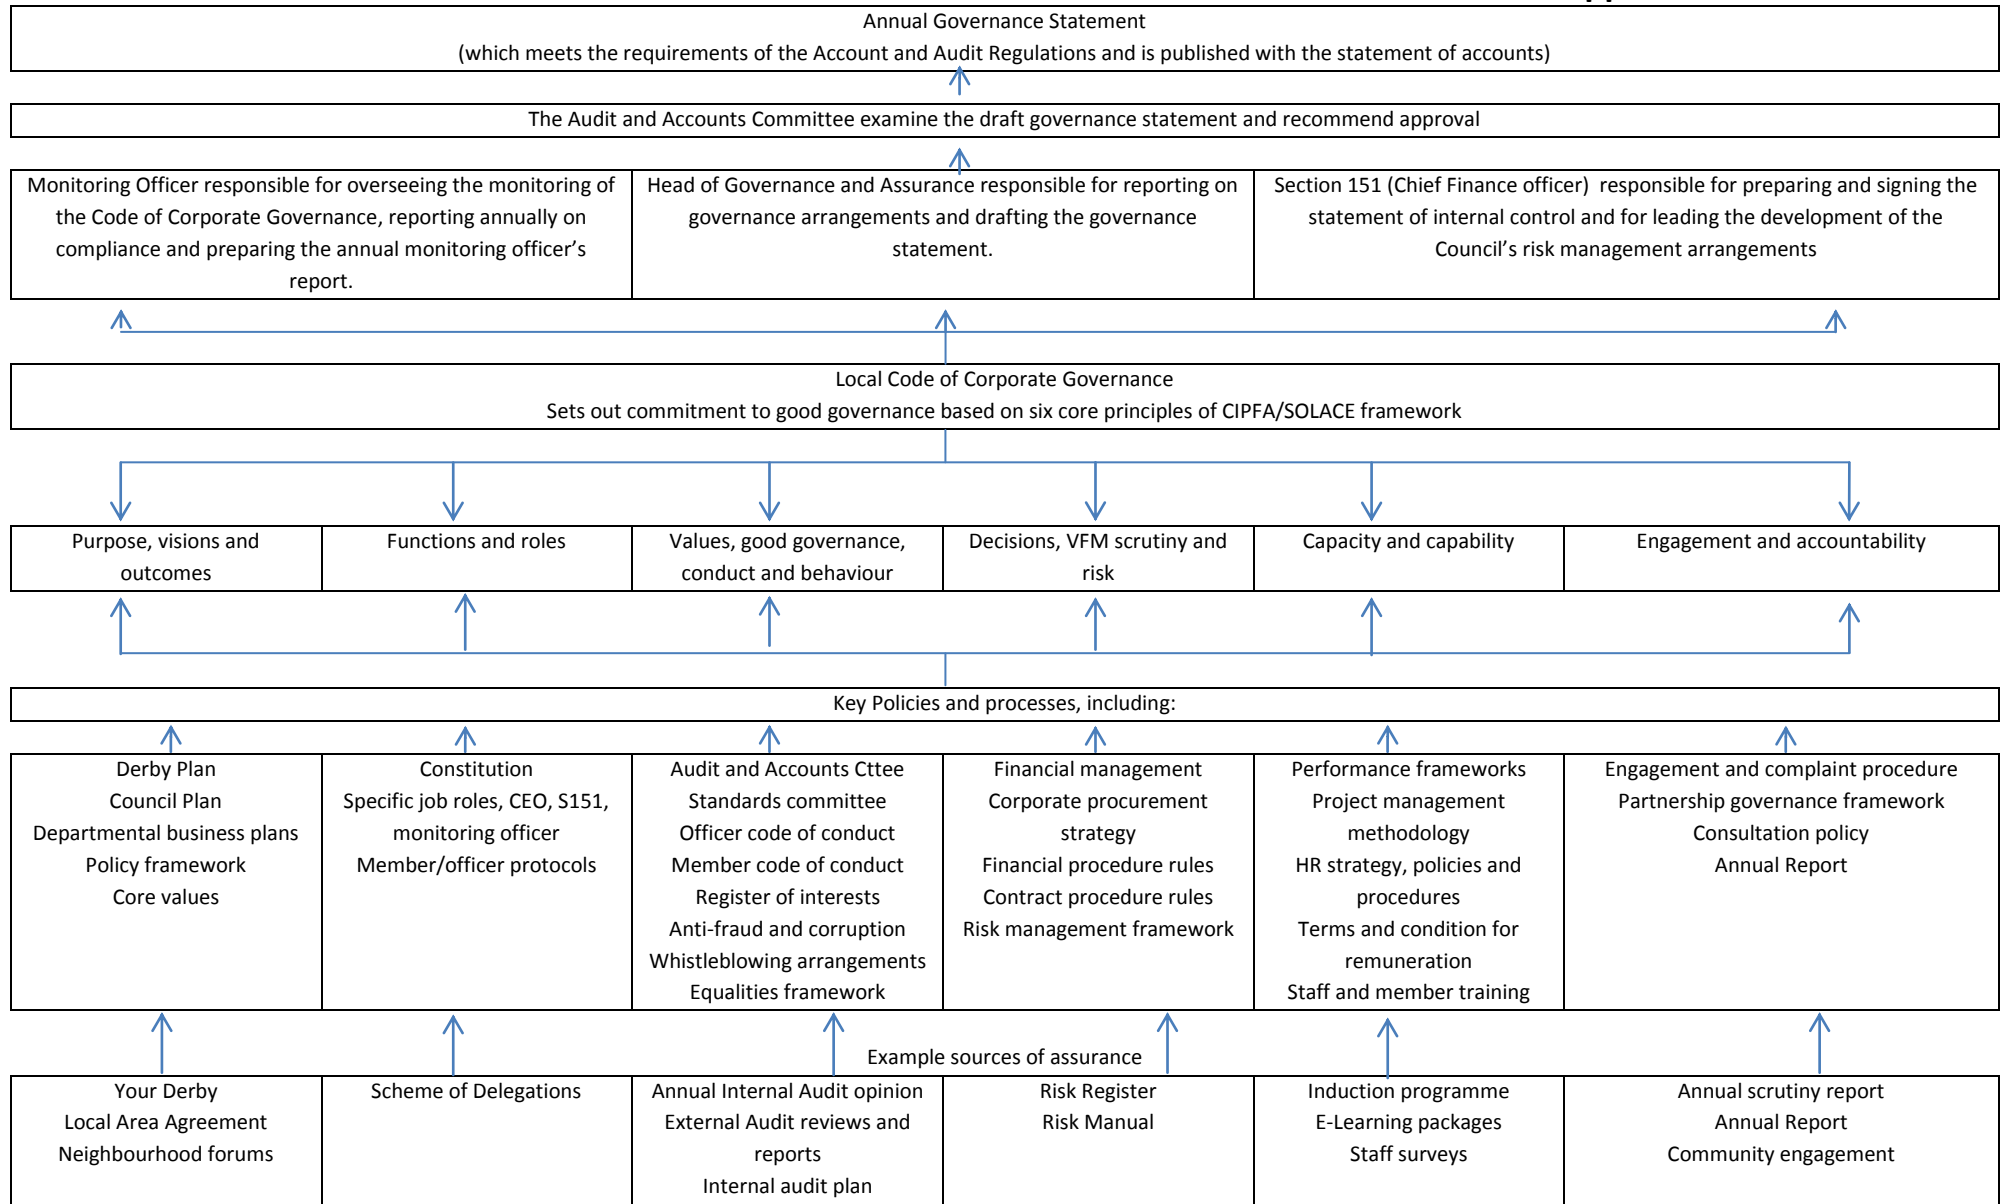 Annual Governance Statement
(which meets the requirements of the Account and Audit Regulations and is published with the statement of accounts)
The Audit and Accounts Committee examine the draft governance statement and recommend approval
Monitoring Officer responsible for overseeing the monitoring of
the Code of Corporate Governance, reporting annually on
compliance and preparing the annual monitoring officer's
report.
Head of Governance and Assurance responsible for reporting on
governance arrangements and drafting the governance
statement.
Section 151 (Chief Finance officer)  responsible for preparing and signing the
statement of internal control and for leading the development of the
Council's risk management arrangements
Local Code of Corporate Governance
Sets out commitment to good governance based on six core principles of CIPFA/SOLACE framework
Purpose, visions and
outcomes
Functions and roles
Values, good governance,
conduct and behaviour
Decisions, VFM scrutiny and
risk
Capacity and capability
Engagement and accountability
Key Policies and processes, including:
Derby Plan
Council Plan
Departmental business plans
Policy framework
Core values
Constitution
Specific job roles, CEO, S151,
monitoring officer
Member/officer protocols
Audit and Accounts Cttee
Standards committee
Officer code of conduct
Member code of conduct
Register of interests
Anti-fraud and corruption
Whistleblowing arrangements
Equalities framework
Financial management
Corporate procurement
strategy
Financial procedure rules
Contract procedure rules
Risk management framework
Performance frameworks
Project management
methodology
HR strategy, policies and
procedures
Terms and condition for
remuneration
Staff and member training
Engagement and complaint procedure
Partnership governance framework
Consultation policy
Annual Report
Example sources of assurance
Your Derby
Local Area Agreement
Neighbourhood forums
Scheme of Delegations
Annual Internal Audit opinion
External Audit reviews and
reports
Internal audit plan
Risk Register
Risk Manual
Induction programme
E-Learning packages
Staff surveys
Annual scrutiny report
Annual Report
Community engagement